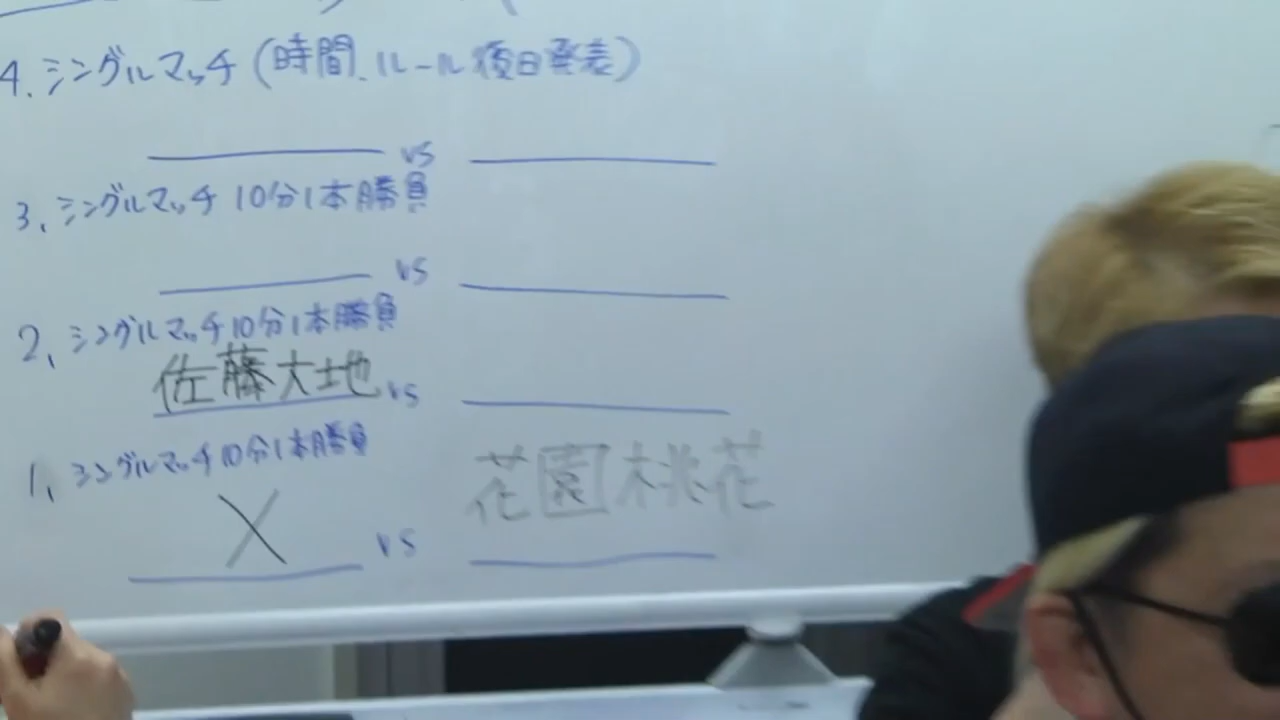 4. シングルマッチ(時間、ルール後日発表)
vs
3、シングルマッチ 10分1本勝負
vs
2、シングルマッチ10分1本勝負
佐藤大地 vs
1、シングルマッチ10分1本勝負
X vs 花園桃花